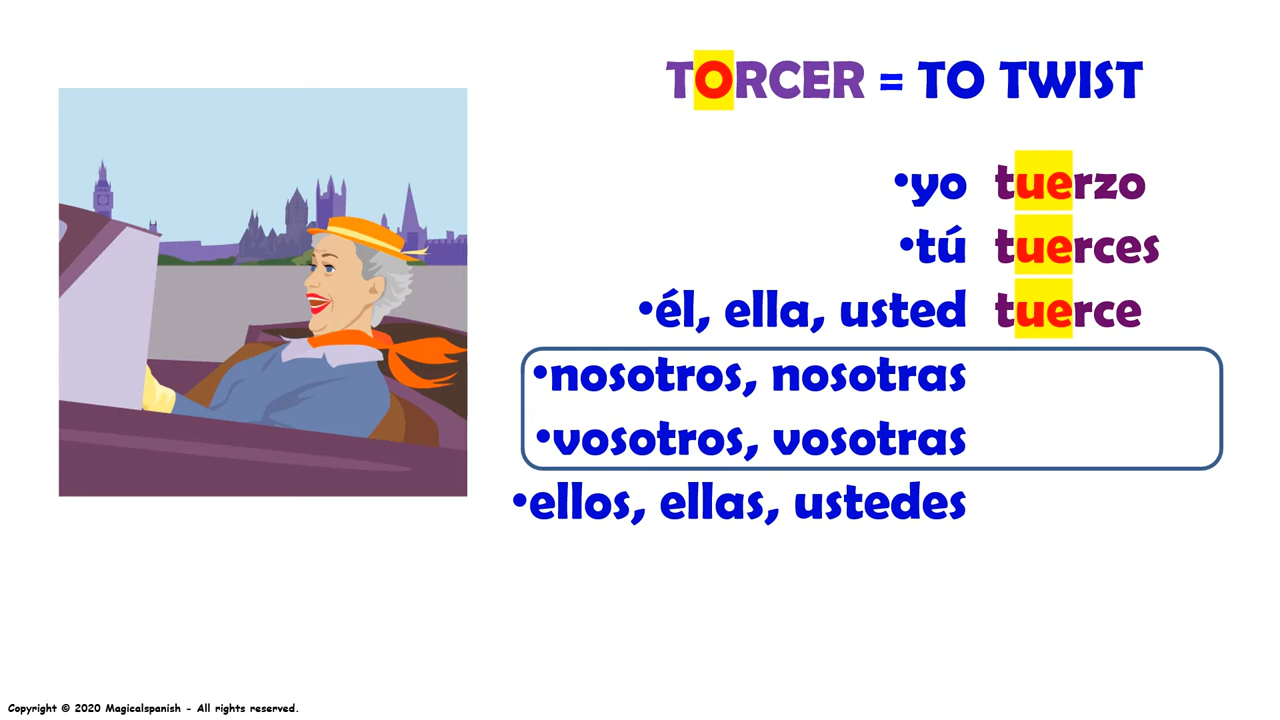 TORCER = TO TWIST
•yo tuerzo
•tú tuerces
•él, ella, usted tuerce
•nosotros, nosotras
•vosotros, vosotras
•ellos, ellas, ustedes
Copyright © 2020 Magicalspanish - All rights reserved.